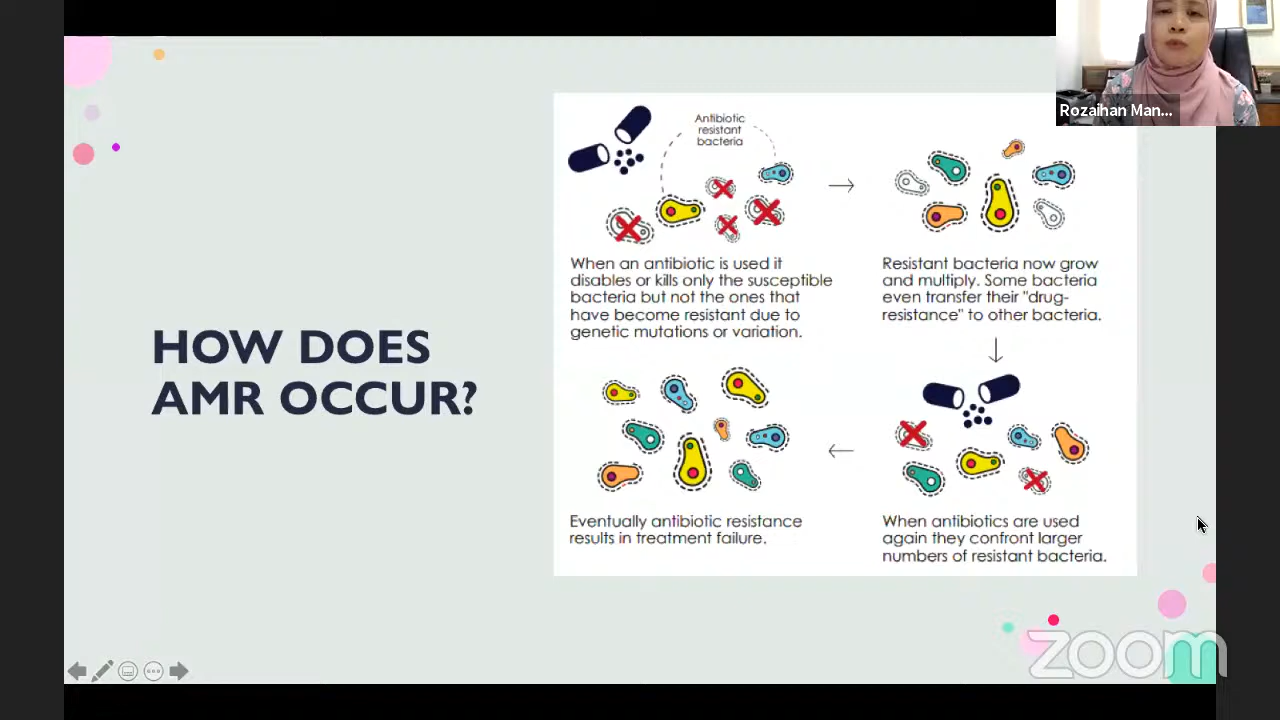 Rozaihan Man...
HOW DOES
AMR OCCUR?
Antibiotic
resistant
bacteria
When an antibiotic is used it
disables or kills only the susceptible
bacteria but not the ones that
have become resistant due to
genetic mutations or variation.
Resistant bacteria now grow
and multiply. Some bacteria
even transfer their "drug-
resistance" to other bacteria.
When antibiotics are used
again they confront larger
numbers of resistant bacteria.
Eventually antibiotic resistance
results in treatment failure.
zoom